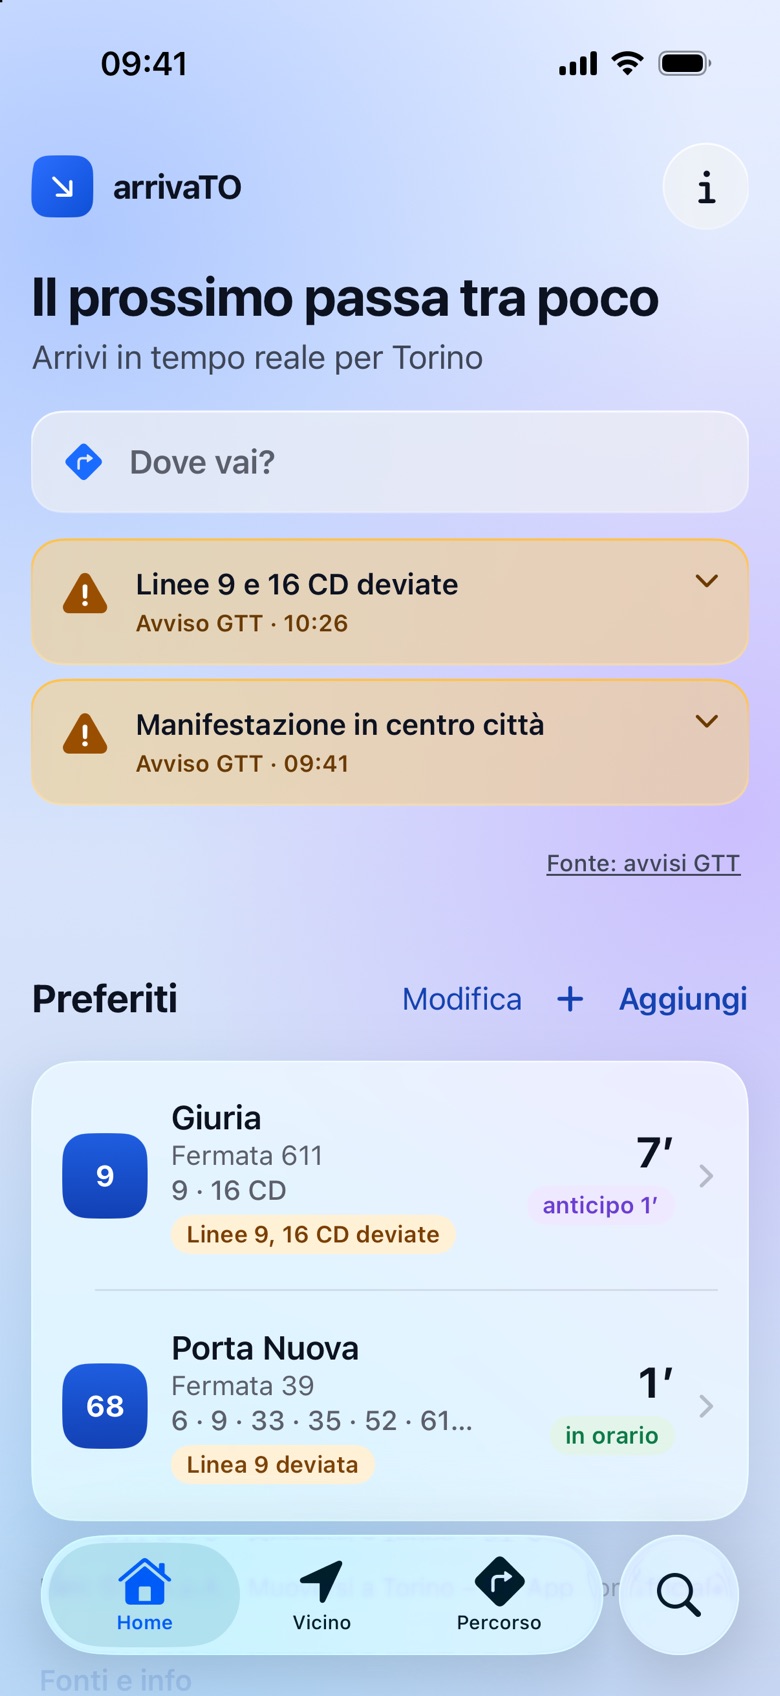 09:41
arrivaTO
i
Il prossimo passa tra poco
Arrivi in tempo reale per Torino
Dove vai?
Linee 9 e 16 CD deviate
Avviso GTT · 10:26
Manifestazione in centro città
Avviso GTT · 09:41
Fonte: avvisi GTT
Preferiti
Modifica + Aggiungi
Giuria
9
Fermata 611
9 · 16 CD
Linee 9, 16 CD deviate
7′
anticipo 1′
Porta Nuova
68
Fermata 39
6 · 9 · 33 · 35 · 52 · 61…
Linea 9 deviata
1′
in orario
Home
Vicino
Percorso
Fonti e info